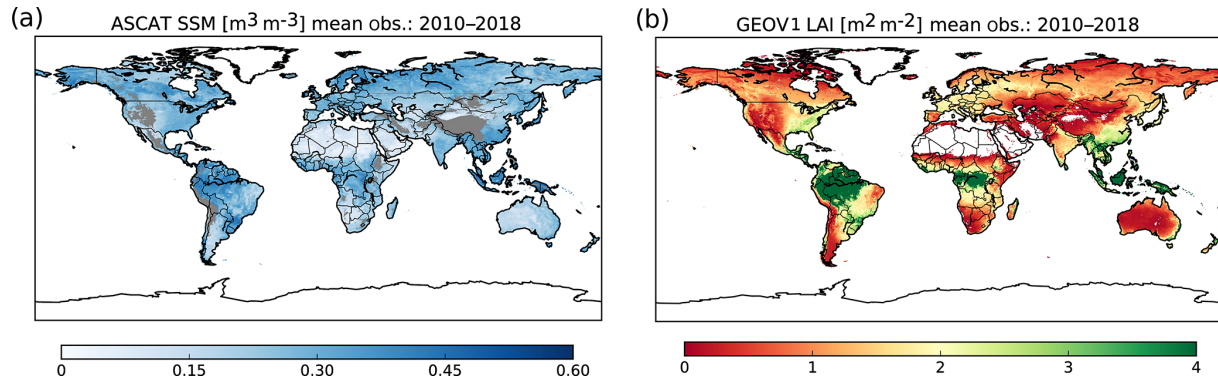 (a)
ASCAT SSM [m³ m⁻³] mean obs.: 2010–2018
0 0.15 0.30 0.45 0.60
(b)
GEOV1 LAI [m² m⁻²] mean obs.: 2010–2018
0 1 2 3 4